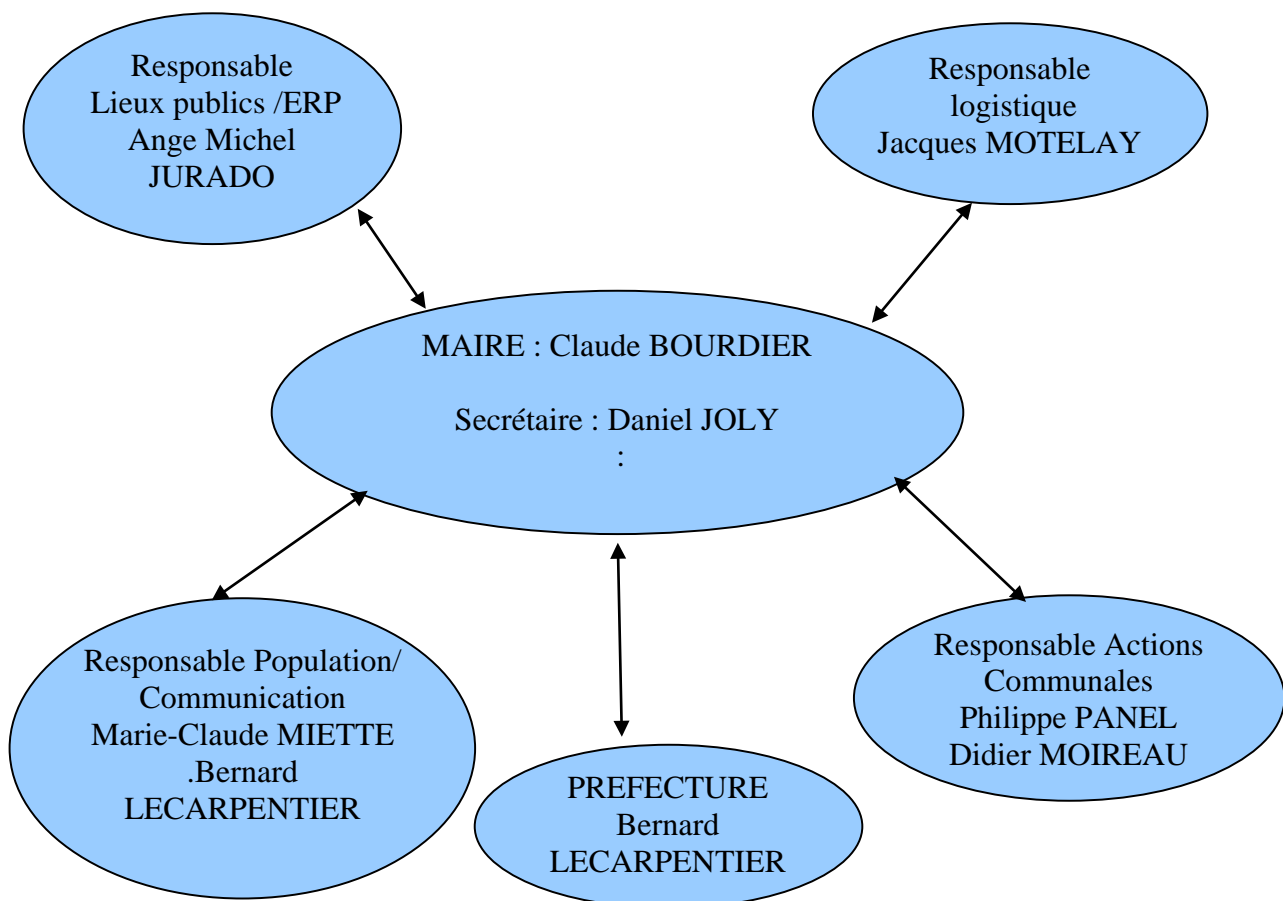 Responsable
Lieux publics /ERP
Ange Michel
JURADO
Responsable
logistique
Jacques MOTELAY
MAIRE : Claude BOURDIER
Secrétaire : Daniel JOLY
:
Responsable Population/
Communication
Marie-Claude MIETTE
.Bernard
LECARPENTIER
PREFECTURE
Bernard
LECARPENTIER
Responsable Actions
Communales
Philippe PANEL
Didier MOIREAU